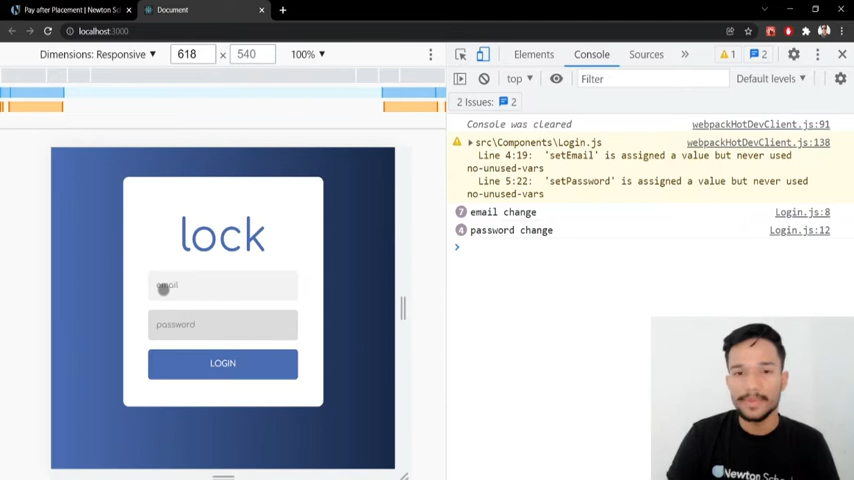 Pay after Placement | Newton S
Document
localhost:3000
Dimensions: Responsive ▼ 618 × 540 100% ▼
Elements Console Sources » 1 2
top ▼ Filter Default levels ▼
2 Issues: 2
Console was cleared webpackHotDevClient.js:91
src\Components\Login.js webpackHotDevClient.js:138
Line 4:19: 'setEmail' is assigned a value but never used
no-unused-vars
Line 5:22: 'setPassword' is assigned a value but never used
no-unused-vars
7 email change Login.js:8
4 password change Login.js:12
lock
email
password
LOGIN
Newton